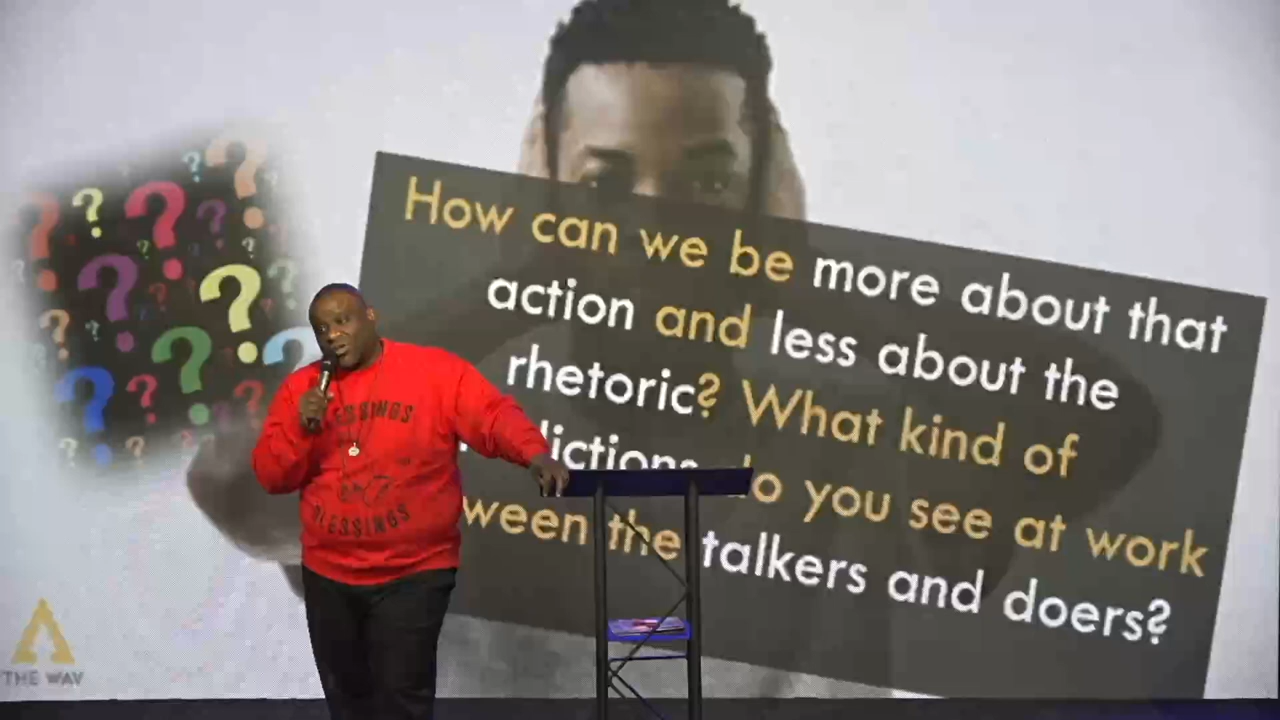 How can we be more about that
action and less about the
rhetoric? What kind of
do you see at work
the talkers and doers?
BLESSINGS
THE WAY